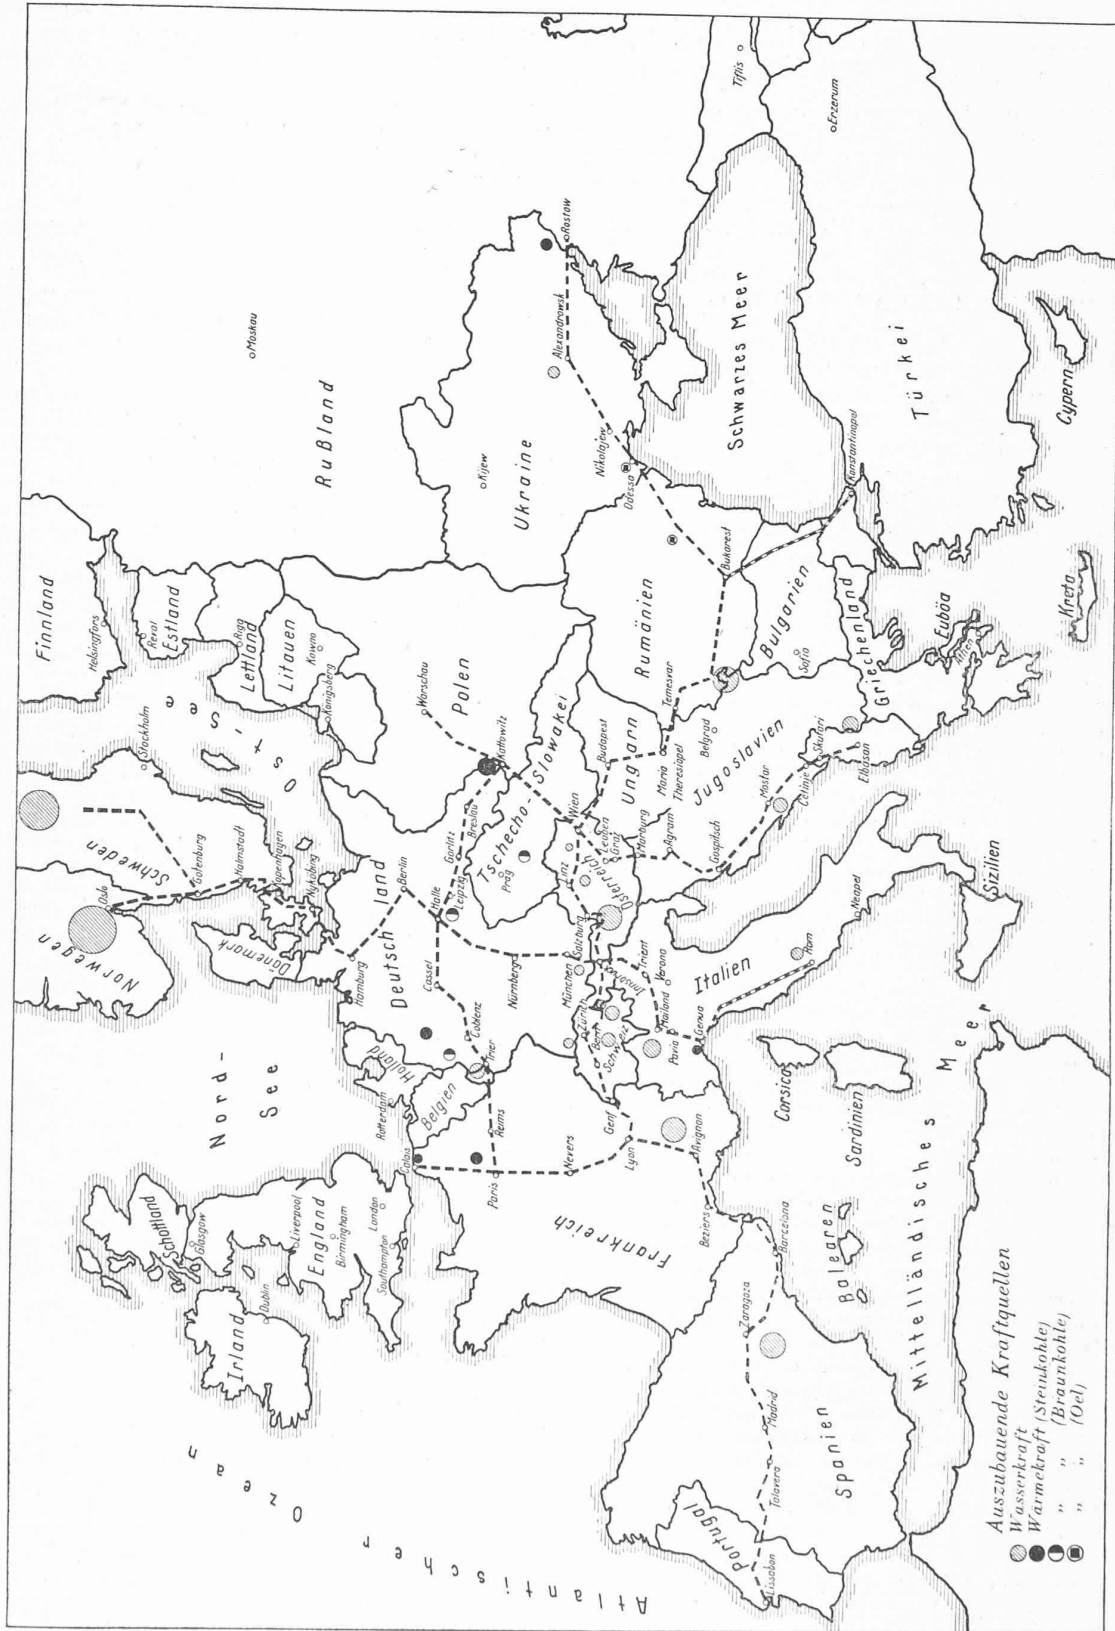 Finnland
Helsingfors
Reval
Estland
Riga
Lettland
Litauen
Kowno
Königsberg
Stockholm
Ost-See
Schweden
Norwegen
Oslo
Gotenburg
Halmstadt
Kopenhagen
Nyköbing
Dänemark
Nord-
See
Schottland
Glasgow
Irland
Dublin
Liverpool
England
Birmingham
London
Southampton
Atlantischer Ozean
Rußland
Moskau
Ukraine
Kijew
Alexandrowsk
Rostow
Nikolajew
Odessa
Tiflis
Erzerum
Schwarzes Meer
Türkei
Konstantinopel
Cypern
Kreta
Polen
Warschau
Kattowitz
Deutschland
Hamburg
Berlin
Breslau
Görlitz
Leipzig
Halle
Cassel
Coblenz
Trier
Nürnberg
München
Holland
Rotterdam
Belgien
Calais
Reims
Paris
Nevers
Lyon
Avignon
Beziers
Frankreich
Genf
Bern
Zürich
Schweiz
Innsbruck
Salzburg
Linz
Österreich
Wien
Leoben
Graz
Marburg
Agram
Gospitsch
Mostar
Cetinje
Skutari
Elbasan
Tschecho-Slowakei
Prag
Ungarn
Budapest
Maria
Theresiopel
Temesvar
Belgrad
Jugoslavien
Rumänien
Bukarest
Bulgarien
Sofia
Griechenland
Euböa
Athen
Italien
Trient
Verona
Mailand
Pavia
Genua
Rom
Neapel
Sizilien
Corsica
Sardinien
Balearen
Mittelländisches Meer
Spanien
Barcelona
Zaragoza
Madrid
Talavera
Portugal
Lissabon
Auszubauende Kraftquellen
Wasserkraft
Wärmekraft (Steinkohle)
" " (Braunkohle)
" " (Oel)